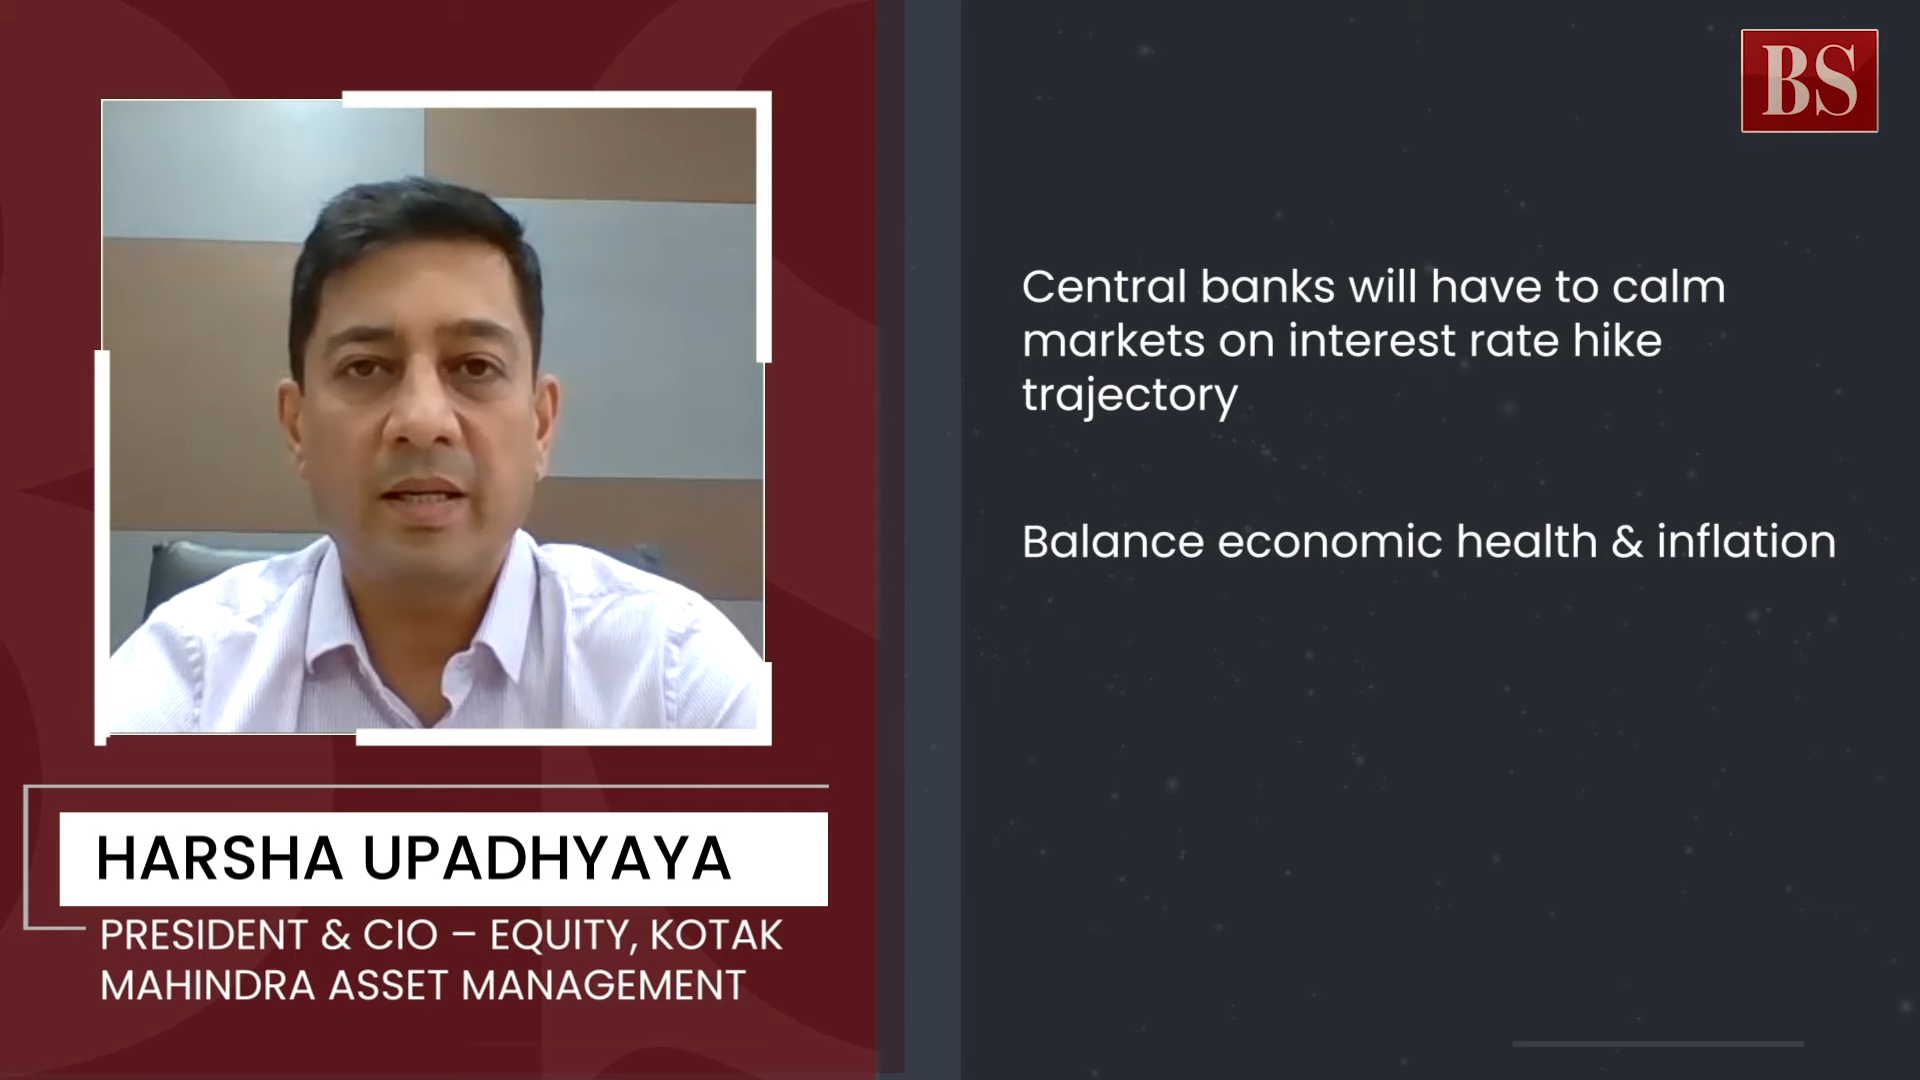 BS
Central banks will have to calm
markets on interest rate hike
trajectory
Balance economic health & inflation
HARSHA UPADHYAYA
PRESIDENT & CIO – EQUITY, KOTAK
MAHINDRA ASSET MANAGEMENT